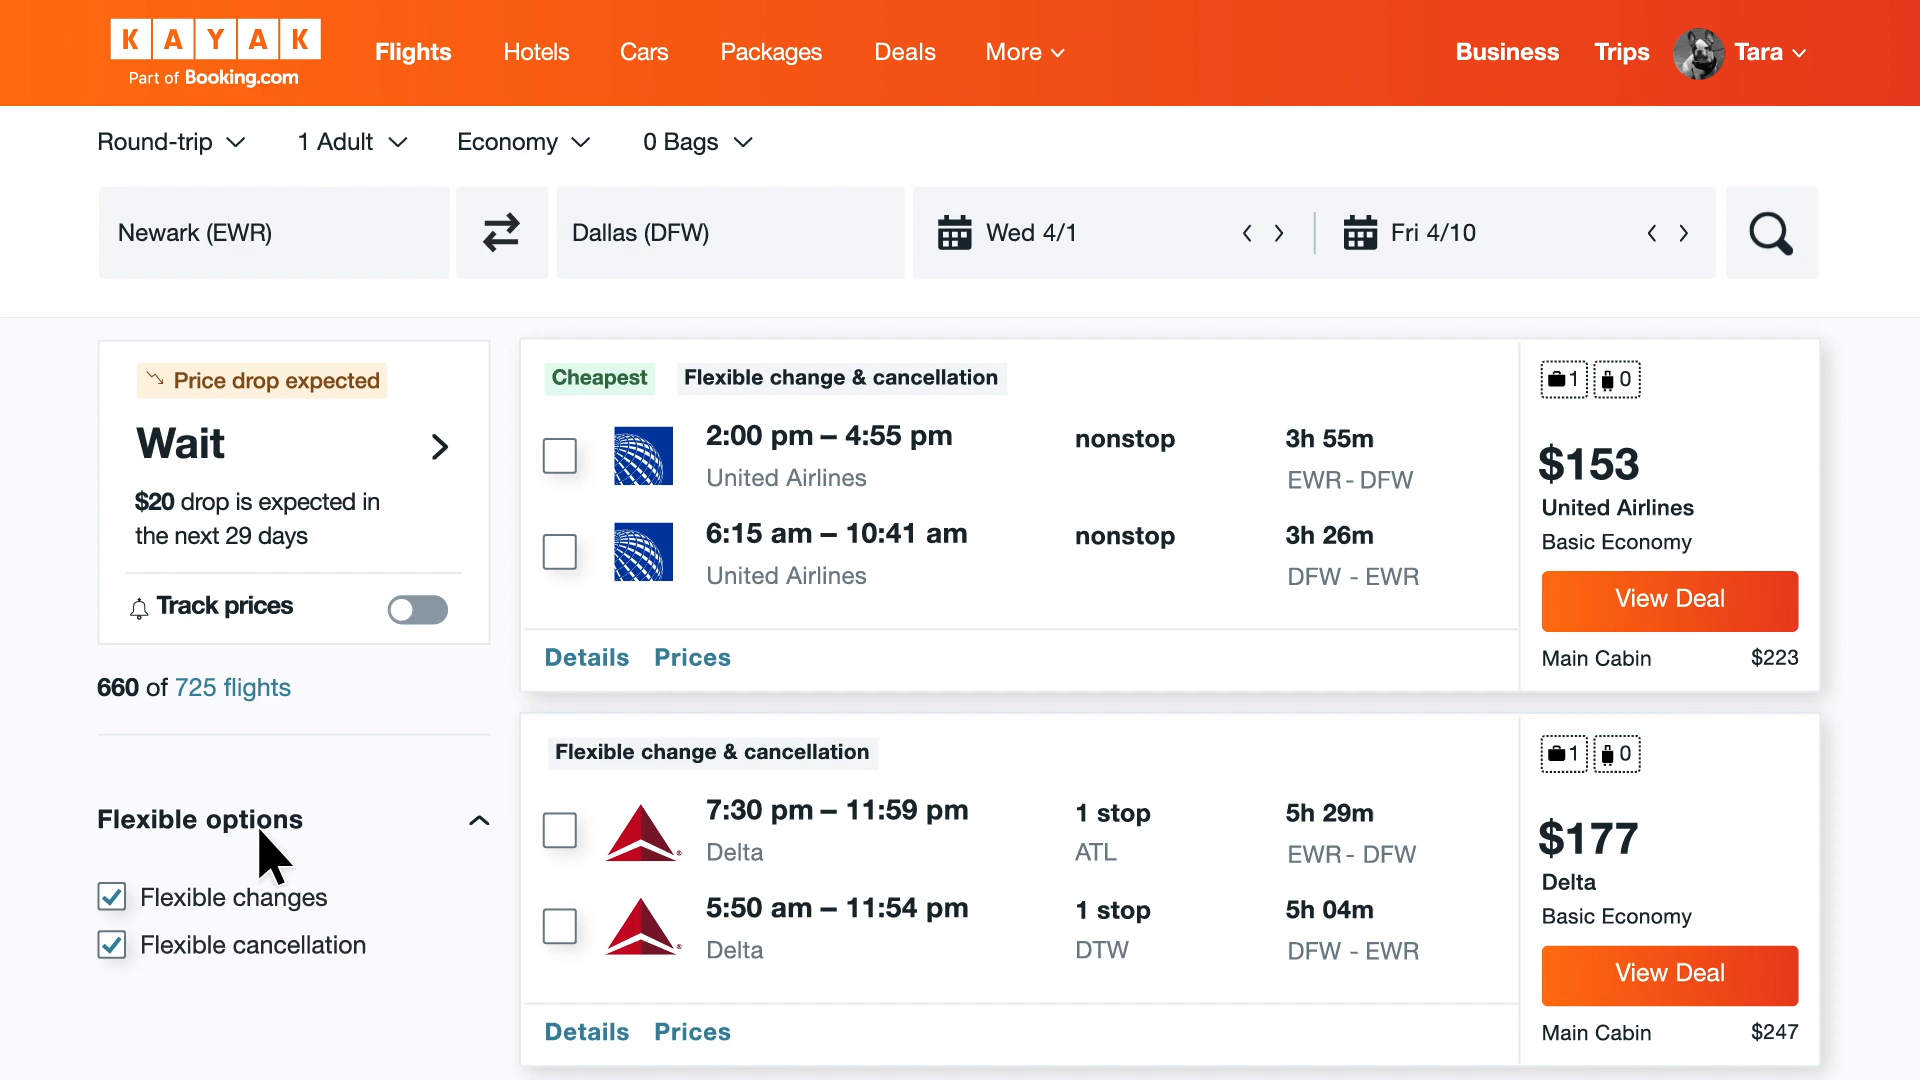 KAYAK
Part of Booking.com
Flights Hotels Cars Packages Deals More
Business Trips Tara
Round-trip 1 Adult Economy 0 Bags
Newark (EWR) Dallas (DFW) Wed 4/1 Fri 4/10
Price drop expected
Wait
$20 drop is expected in
the next 29 days
Track prices
660 of 725 flights
Flexible options
Flexible changes
Flexible cancellation
Cheapest Flexible change & cancellation
2:00 pm – 4:55 pm nonstop 3h 55m
United Airlines EWR - DFW
6:15 am – 10:41 am nonstop 3h 26m
United Airlines DFW - EWR
Details Prices
1 0
$153
United Airlines
Basic Economy
View Deal
Main Cabin $223
Flexible change & cancellation
7:30 pm – 11:59 pm 1 stop 5h 29m
Delta ATL EWR - DFW
5:50 am – 11:54 pm 1 stop 5h 04m
Delta DTW DFW - EWR
Details Prices
1 0
$177
Delta
Basic Economy
View Deal
Main Cabin $247